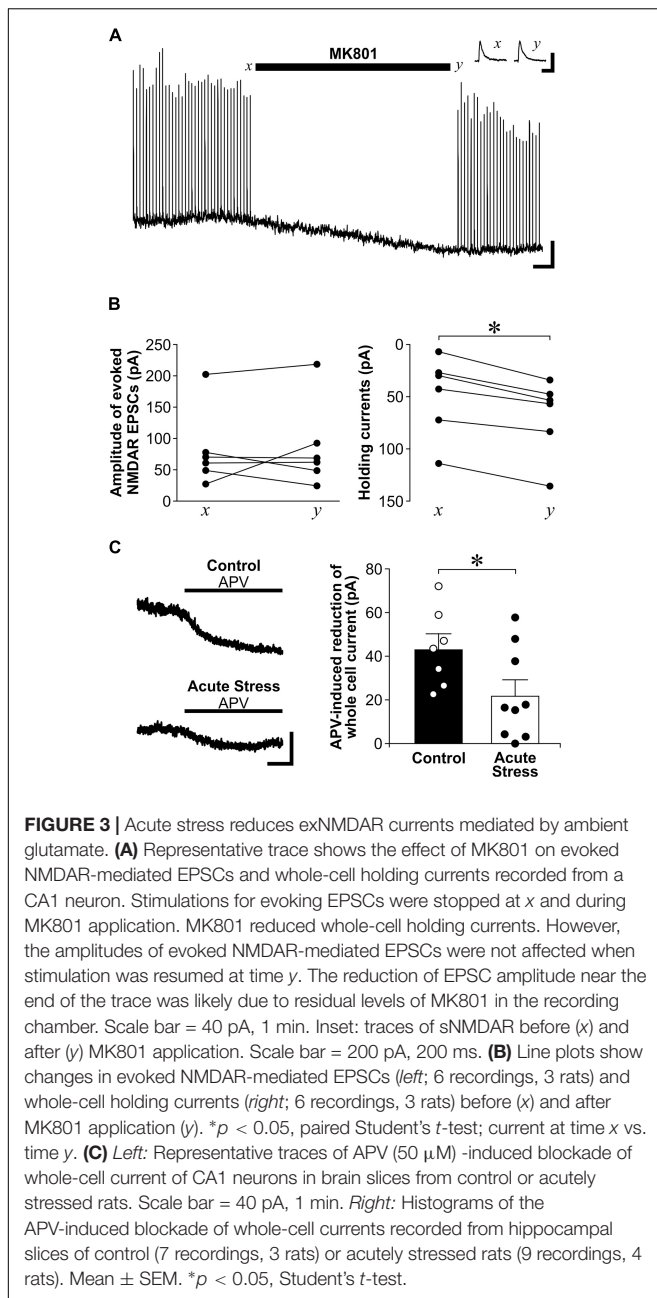 A
MK801
x
y
x
y
B
Amplitude of evoked
NMDAR EPSCs (pA)
250
200
150
100
50
0
x
y
*
Holding currents (pA)
0
50
100
150
x
y
C
Control
APV
Acute Stress
APV
*
APV-induced reduction of
whole cell current (pA)
80
60
40
20
0
Control
Acute
Stress
FIGURE 3 | Acute stress reduces exNMDAR currents mediated by ambient
glutamate. (A) Representative trace shows the effect of MK801 on evoked
NMDAR-mediated EPSCs and whole-cell holding currents recorded from a
CA1 neuron. Stimulations for evoking EPSCs were stopped at x and during
MK801 application. MK801 reduced whole-cell holding currents. However,
the amplitudes of evoked NMDAR-mediated EPSCs were not affected when
stimulation was resumed at time y. The reduction of EPSC amplitude near the
end of the trace was likely due to residual levels of MK801 in the recording
chamber. Scale bar = 40 pA, 1 min. Inset: traces of sNMDAR before (x) and
after (y) MK801 application. Scale bar = 200 pA, 200 ms. (B) Line plots show
changes in evoked NMDAR-mediated EPSCs (left; 6 recordings, 3 rats) and
whole-cell holding currents (right; 6 recordings, 3 rats) before (x) and after
MK801 application (y). *p < 0.05, paired Student's t-test; current at time x vs.
time y. (C) Left: Representative traces of APV (50 μM) -induced blockade of
whole-cell current of CA1 neurons in brain slices from control or acutely
stressed rats. Scale bar = 40 pA, 1 min. Right: Histograms of the
APV-induced blockade of whole-cell currents recorded from hippocampal
slices of control (7 recordings, 3 rats) or acutely stressed rats (9 recordings, 4
rats). Mean ± SEM. *p < 0.05, Student's t-test.